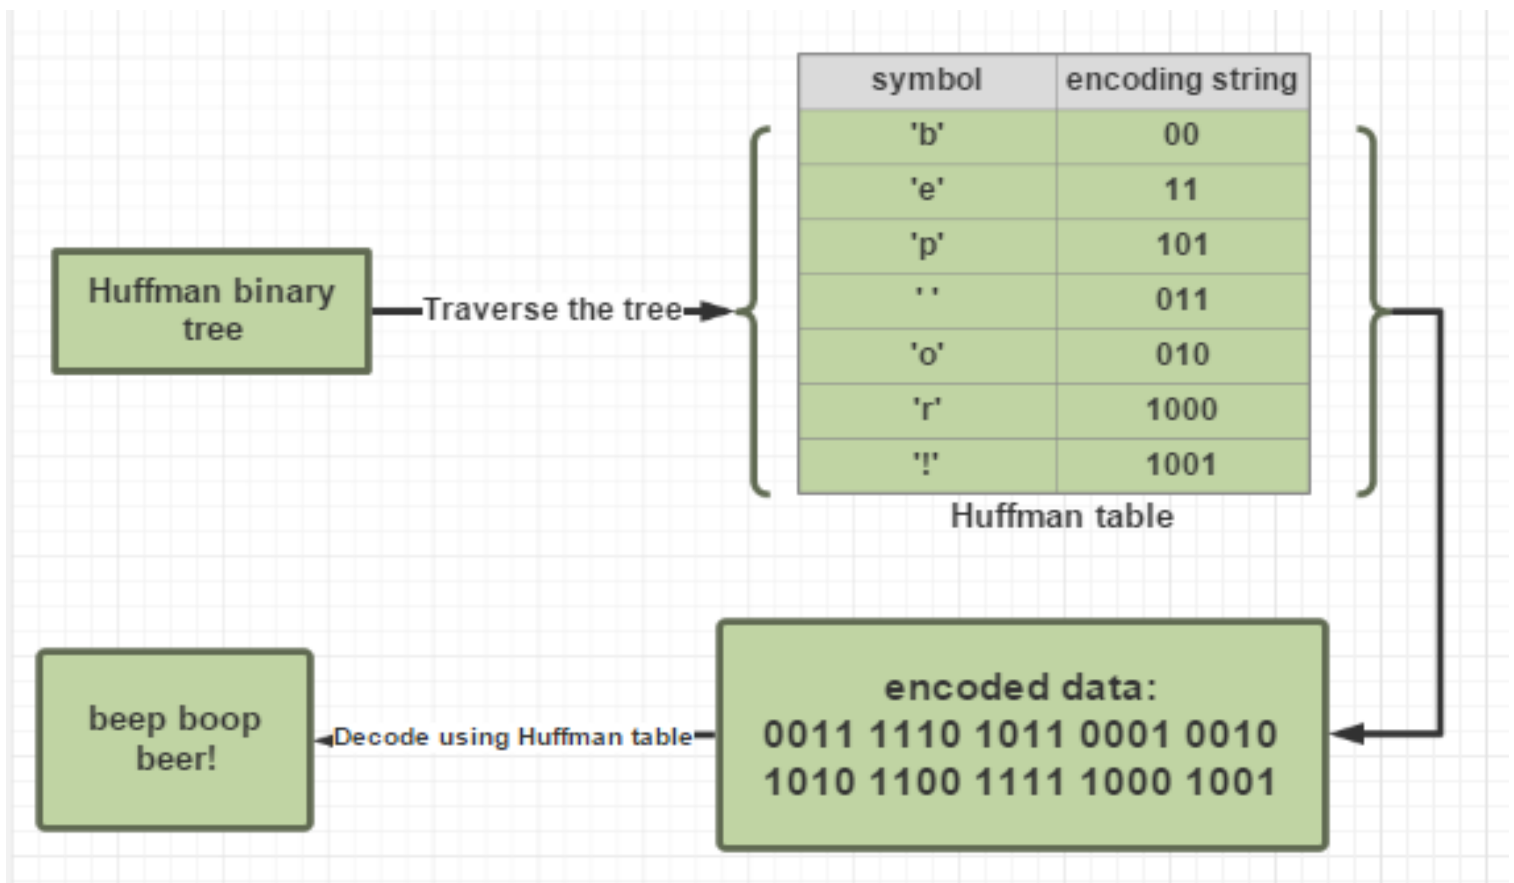 symbol encoding string
'b' 00
'e' 11
'p' 101
' ' 011
'o' 010
'r' 1000
'!' 1001
Huffman table
Huffman binary
tree
Traverse the tree
encoded data:
0011 1110 1011 0001 0010
1010 1100 1111 1000 1001
Decode using Huffman table
beep boop
beer!